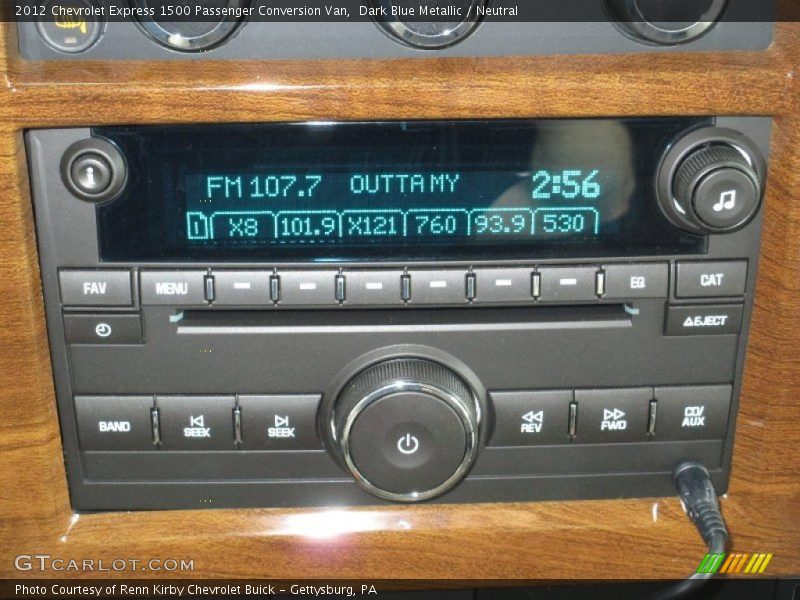 2012 Chevrolet Express 1500 Passenger Conversion Van, Dark Blue Metallic / Neutral
FM 107.7 OUTTA MY 2:56
1 X8 101.9 X121 760 93.9 530
FAV MENU EQ CAT
EJECT
BAND SEEK SEEK REV FWD CD/ AUX
GTCARLOT.COM
Photo Courtesy of Renn Kirby Chevrolet Buick - Gettysburg, PA